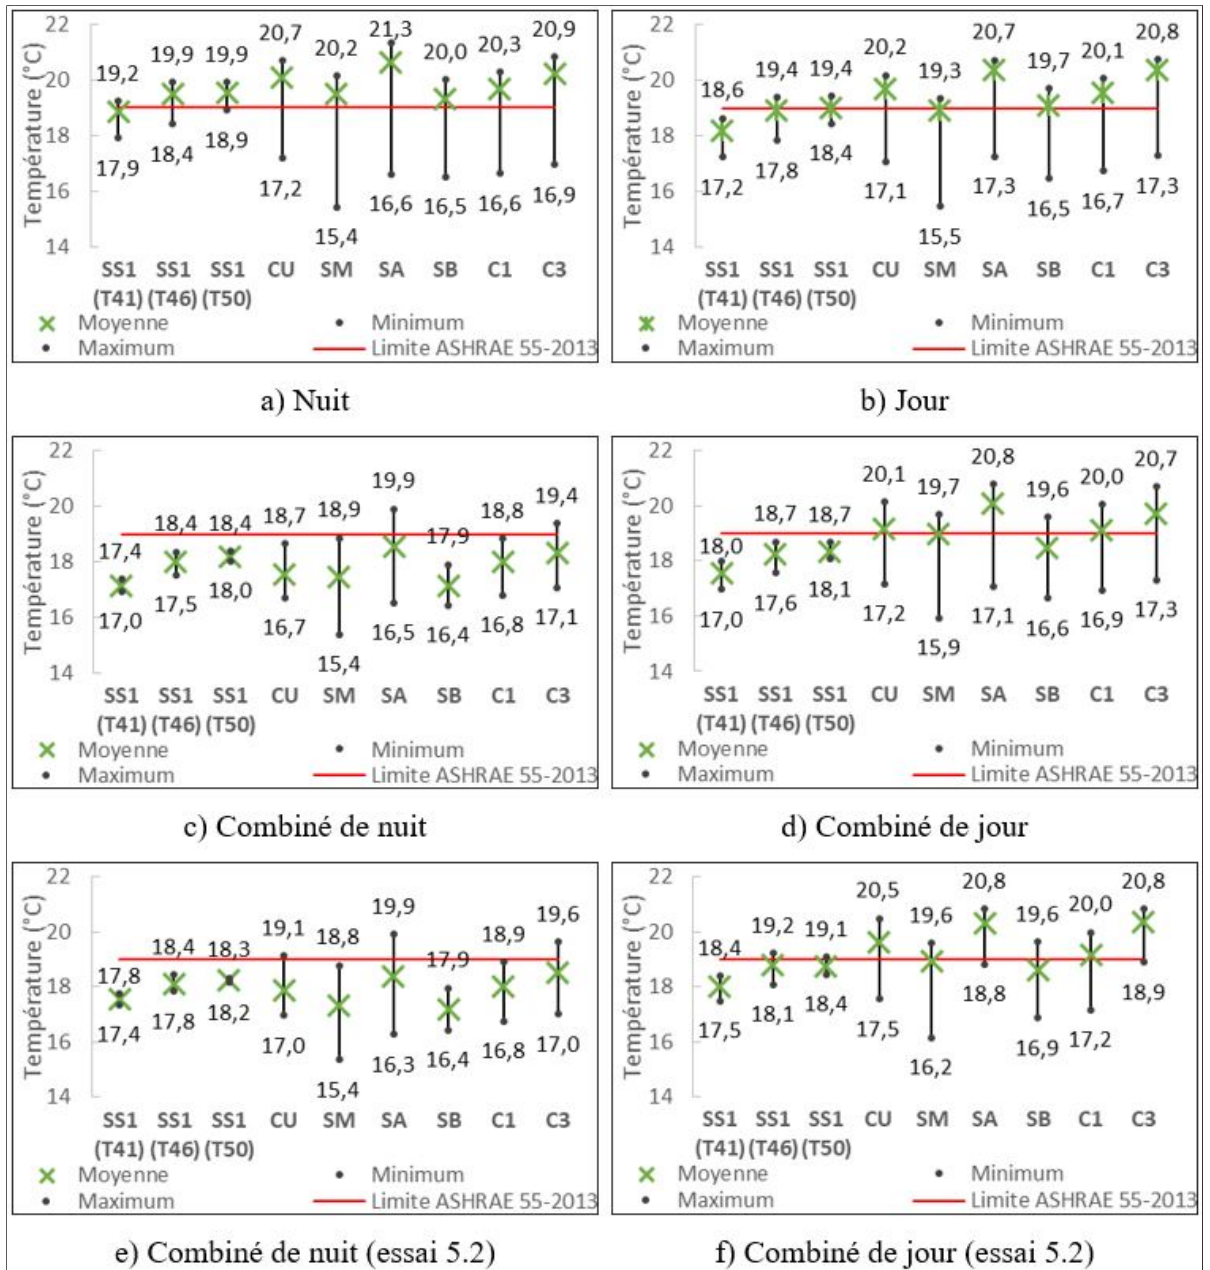 22 20,7 21,3 20,9
19,9 19,9 20,2 20,0 20,3
19,2
20
Température (°C)
18
18,9
17,9 18,4 17,2
16 16,6 16,5 16,6 16,9
15,4
14
SS1 SS1 SS1 CU SM SA SB C1 C3
(T41) (T46) (T50)
Moyenne Minimum
Maximum Limite ASHRAE 55-2013
a) Nuit
22 20,2 20,7 20,1 20,8
19,4 19,4 19,3 19,7
20 18,6
Température (°C)
18
17,2 17,8 18,4 17,1 17,3 17,3
16 16,5 16,7
15,5
14
SS1 SS1 SS1 CU SM SA SB C1 C3
(T41) (T46) (T50)
Moyenne Minimum
Maximum Limite ASHRAE 55-2013
b) Jour
22
19,9 19,4
20 18,4 18,4 18,7 18,9 17,9 18,8
17,4
Température (°C)
18
17,0 17,5 18,0 16,7 16,5 16,4 16,8 17,1
16
15,4
14
SS1 SS1 SS1 CU SM SA SB C1 C3
(T41) (T46) (T50)
Moyenne Minimum
Maximum Limite ASHRAE 55-2013
c) Combiné de nuit
22 20,1 20,8 20,0 20,7
19,7 19,6
20 18,7 18,7
18,0
Température (°C)
18
17,0 17,6 18,1 17,2 17,1 16,6 16,9 17,3
16
15,9
14
SS1 SS1 SS1 CU SM SA SB C1 C3
(T41) (T46) (T50)
Moyenne Minimum
Maximum Limite ASHRAE 55-2013
d) Combiné de jour
22
19,9 19,6
20 18,4 18,3 19,1 18,8 17,9 18,9
17,8
Température (°C)
18
17,4 17,8 18,2 17,0 16,3 16,4 16,8 17,0
16
15,4
14
SS1 SS1 SS1 CU SM SA SB C1 C3
(T41) (T46) (T50)
Moyenne Minimum
Maximum Limite ASHRAE 55-2013
e) Combiné de nuit (essai 5.2)
22 20,5 20,8 20,0 20,8
19,2 19,1 19,6 19,6
20 18,4
Température (°C)
18
17,5 18,1 18,4 17,5 18,8 16,9 17,2 18,9
16 16,2
14
SS1 SS1 SS1 CU SM SA SB C1 C3
(T41) (T46) (T50)
Moyenne Minimum
Maximum Limite ASHRAE 55-2013
f) Combiné de jour (essai 5.2)